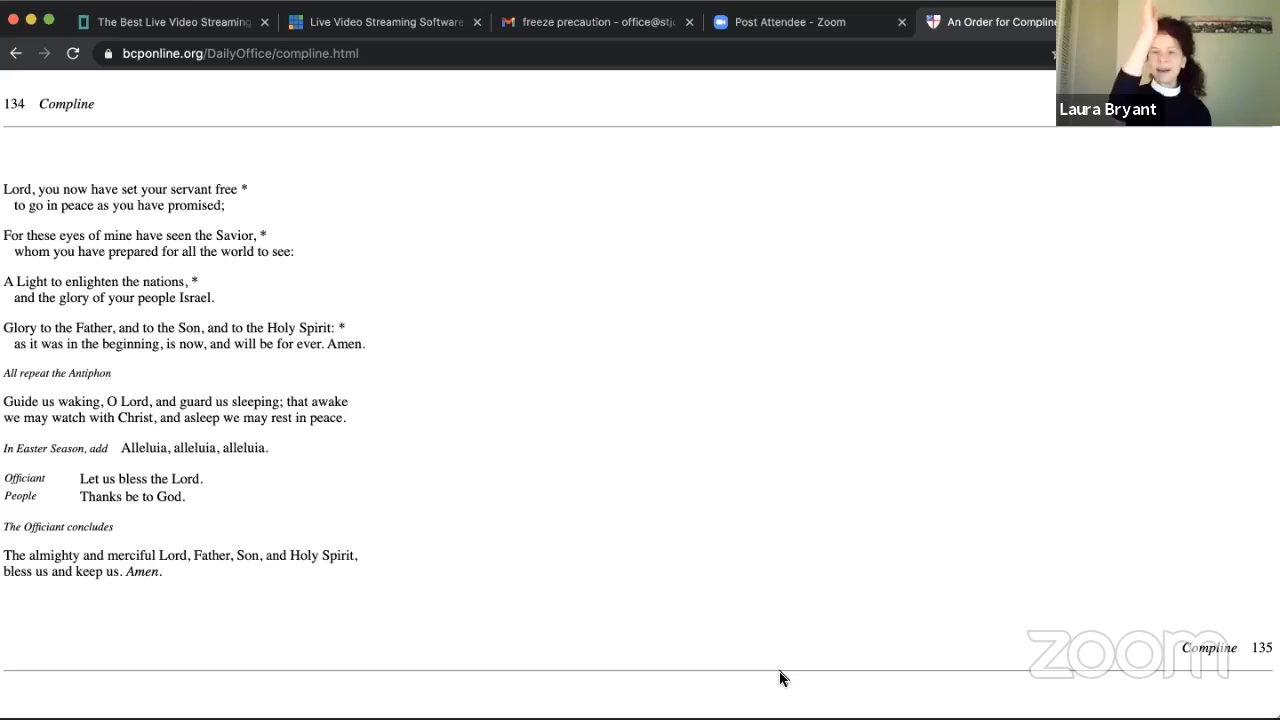 The Best Live Video Streaming
Live Video Streaming Software
freeze precaution - office@stj
Post Attendee - Zoom
An Order for Compline
bcponline.org/DailyOffice/compline.html
Laura Bryant
134 Compline
Lord, you now have set your servant free *
to go in peace as you have promised;
For these eyes of mine have seen the Savior, *
whom you have prepared for all the world to see:
A Light to enlighten the nations, *
and the glory of your people Israel.
Glory to the Father, and to the Son, and to the Holy Spirit: *
as it was in the beginning, is now, and will be for ever. Amen.
All repeat the Antiphon
Guide us waking, O Lord, and guard us sleeping; that awake
we may watch with Christ, and asleep we may rest in peace.
In Easter Season, add Alleluia, alleluia, alleluia.
Officiant Let us bless the Lord.
People Thanks be to God.
The Officiant concludes
The almighty and merciful Lord, Father, Son, and Holy Spirit,
bless us and keep us. Amen.
zoom
Compline 135